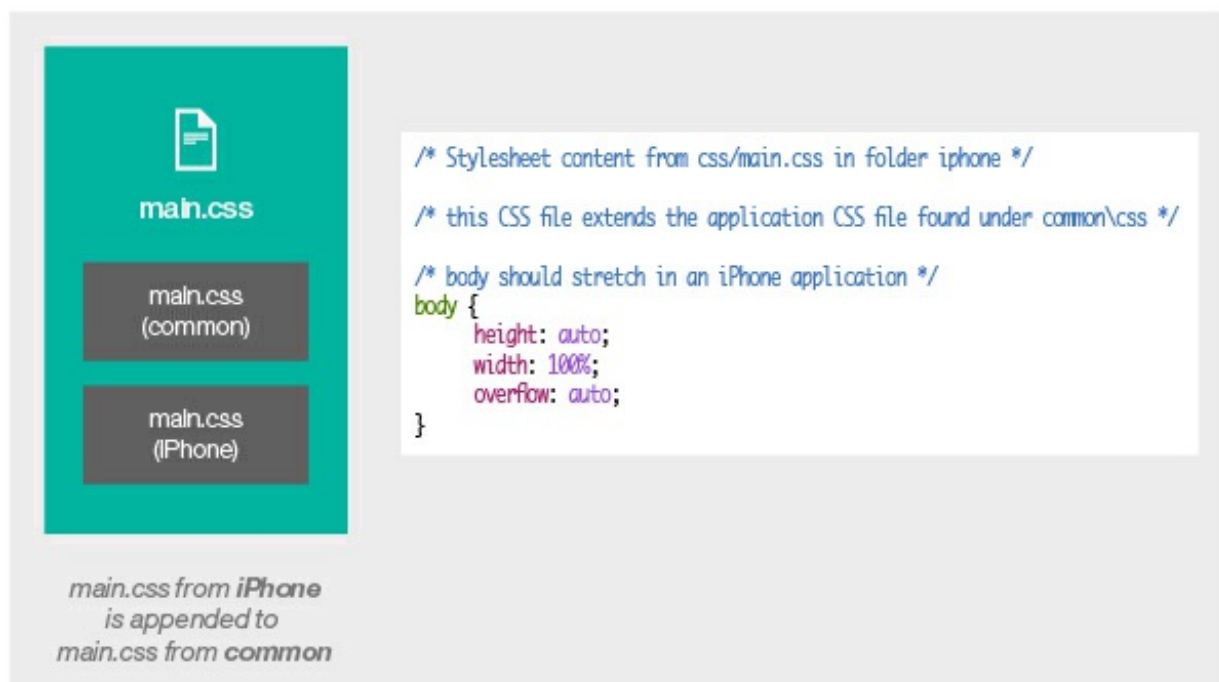 main.css
main.css
(common)
main.css
(iPhone)
main.css from iPhone
is appended to
main.css from common
/* Stylesheet content from css/main.css in folder iphone */
/* this CSS file extends the application CSS file found under common\css */
/* body should stretch in an iPhone application */
body {
height: auto;
width: 100%;
overflow: auto;
}